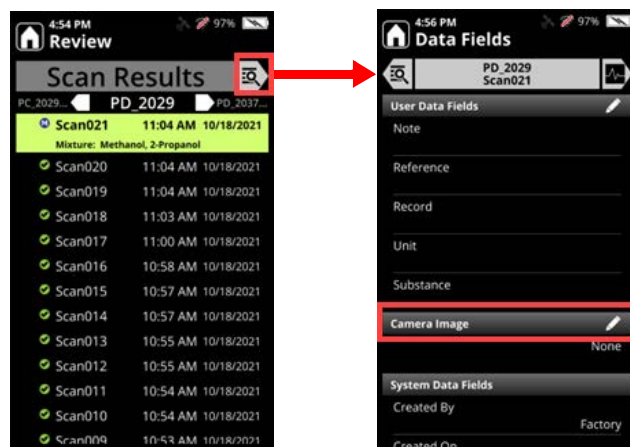 4:54 PM
97%
Review
Scan Results
PC_2029...
PD_2029
PD_2037...
Scan021 11:04 AM 10/18/2021
Mixture: Methanol, 2-Propanol
Scan020 11:04 AM 10/18/2021
Scan019 11:04 AM 10/18/2021
Scan018 11:03 AM 10/18/2021
Scan017 11:00 AM 10/18/2021
Scan016 10:58 AM 10/18/2021
Scan015 10:57 AM 10/18/2021
Scan014 10:57 AM 10/18/2021
Scan013 10:55 AM 10/18/2021
Scan012 10:55 AM 10/18/2021
Scan011 10:54 AM 10/18/2021
Scan010 10:54 AM 10/18/2021
Scan009 10:53 AM 10/18/2021
4:56 PM
97%
Data Fields
PD_2029
Scan021
User Data Fields
Note
Reference
Record
Unit
Substance
Camera Image
None
System Data Fields
Created By
Factory
Created On